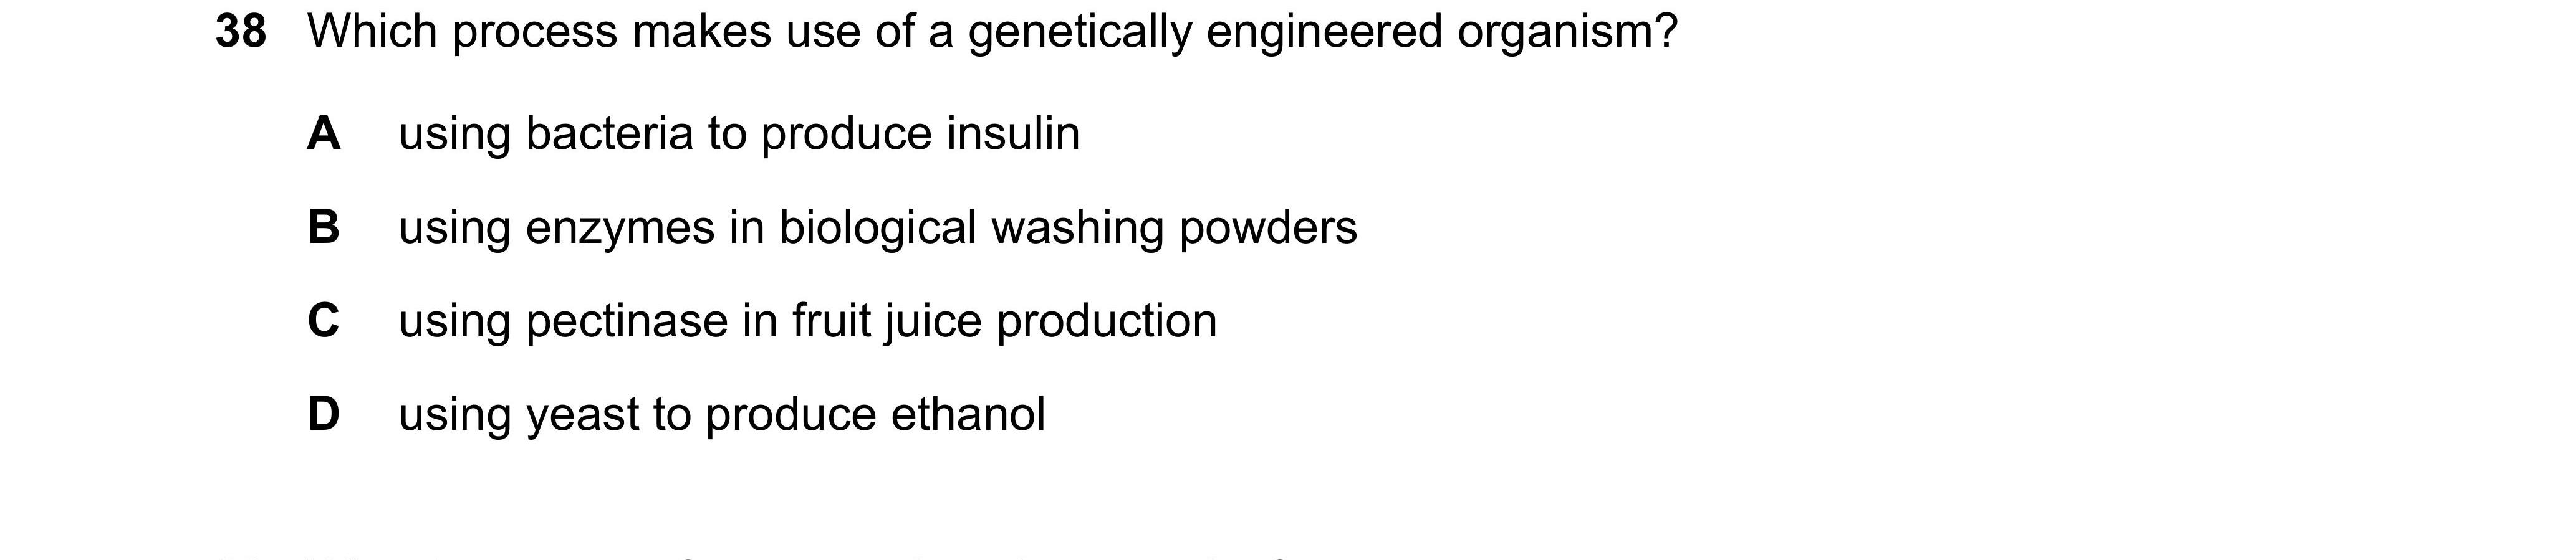 38 Which process makes use of a genetically engineered organism?
A using bacteria to produce insulin
B using enzymes in biological washing powders
C using pectinase in fruit juice production
D using yeast to produce ethanol